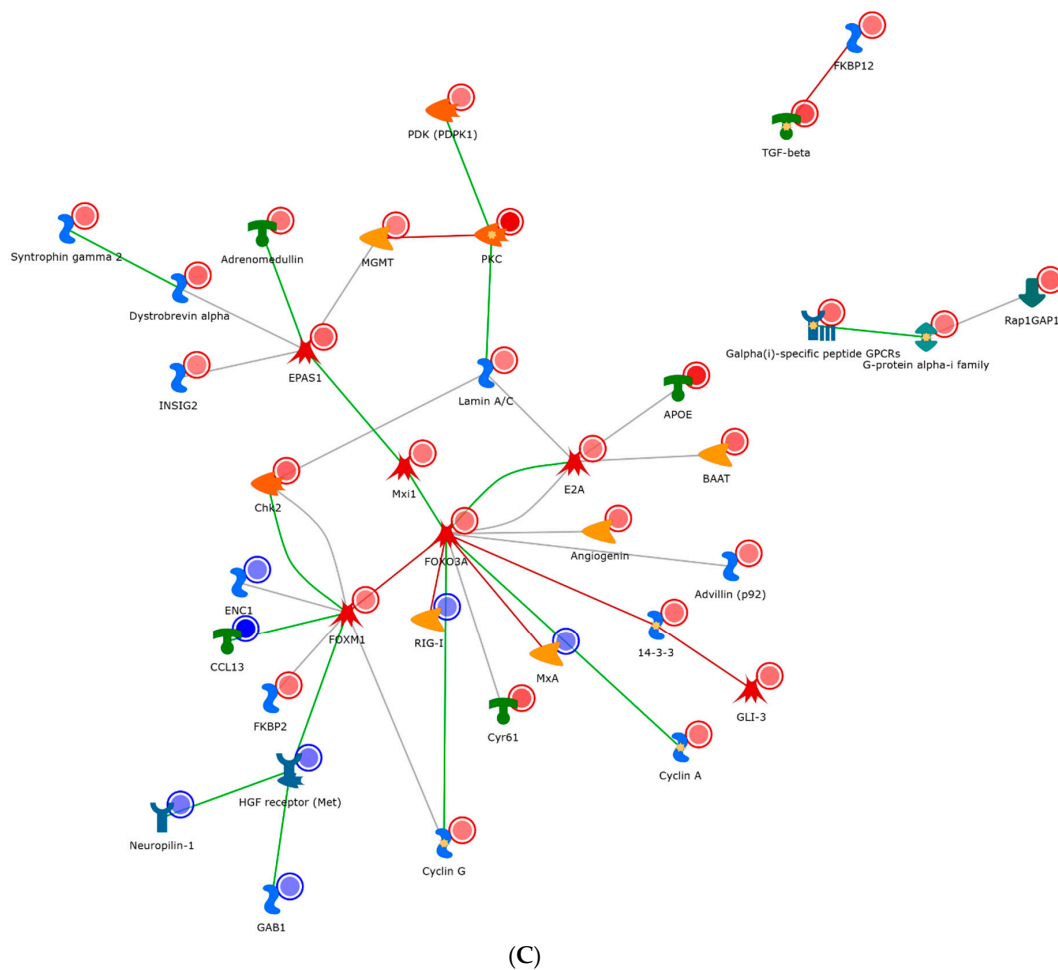 FKBP12
PDK (PDPK1)
TGF-beta
Syntrophin gamma 2
Adrenomedullin
MGMT
PKC
Dystrobrevin alpha
Rap1GAP1
Galpha(i)-specific peptide GPCRs
G-protein alpha-i family
EPAS1
INSIG2
Lamin A/C
APOE
Mxi1
E2A
BAAT
Chk2
FOXO3A
Angiogenin
Advillin (p92)
ENC1
FOXM1
RIG-I
14-3-3
CCL13
MxA
GLI-3
FKBP2
Cyr61
Cyclin A
HGF receptor (Met)
Neuropilin-1
Cyclin G
GAB1
(C)